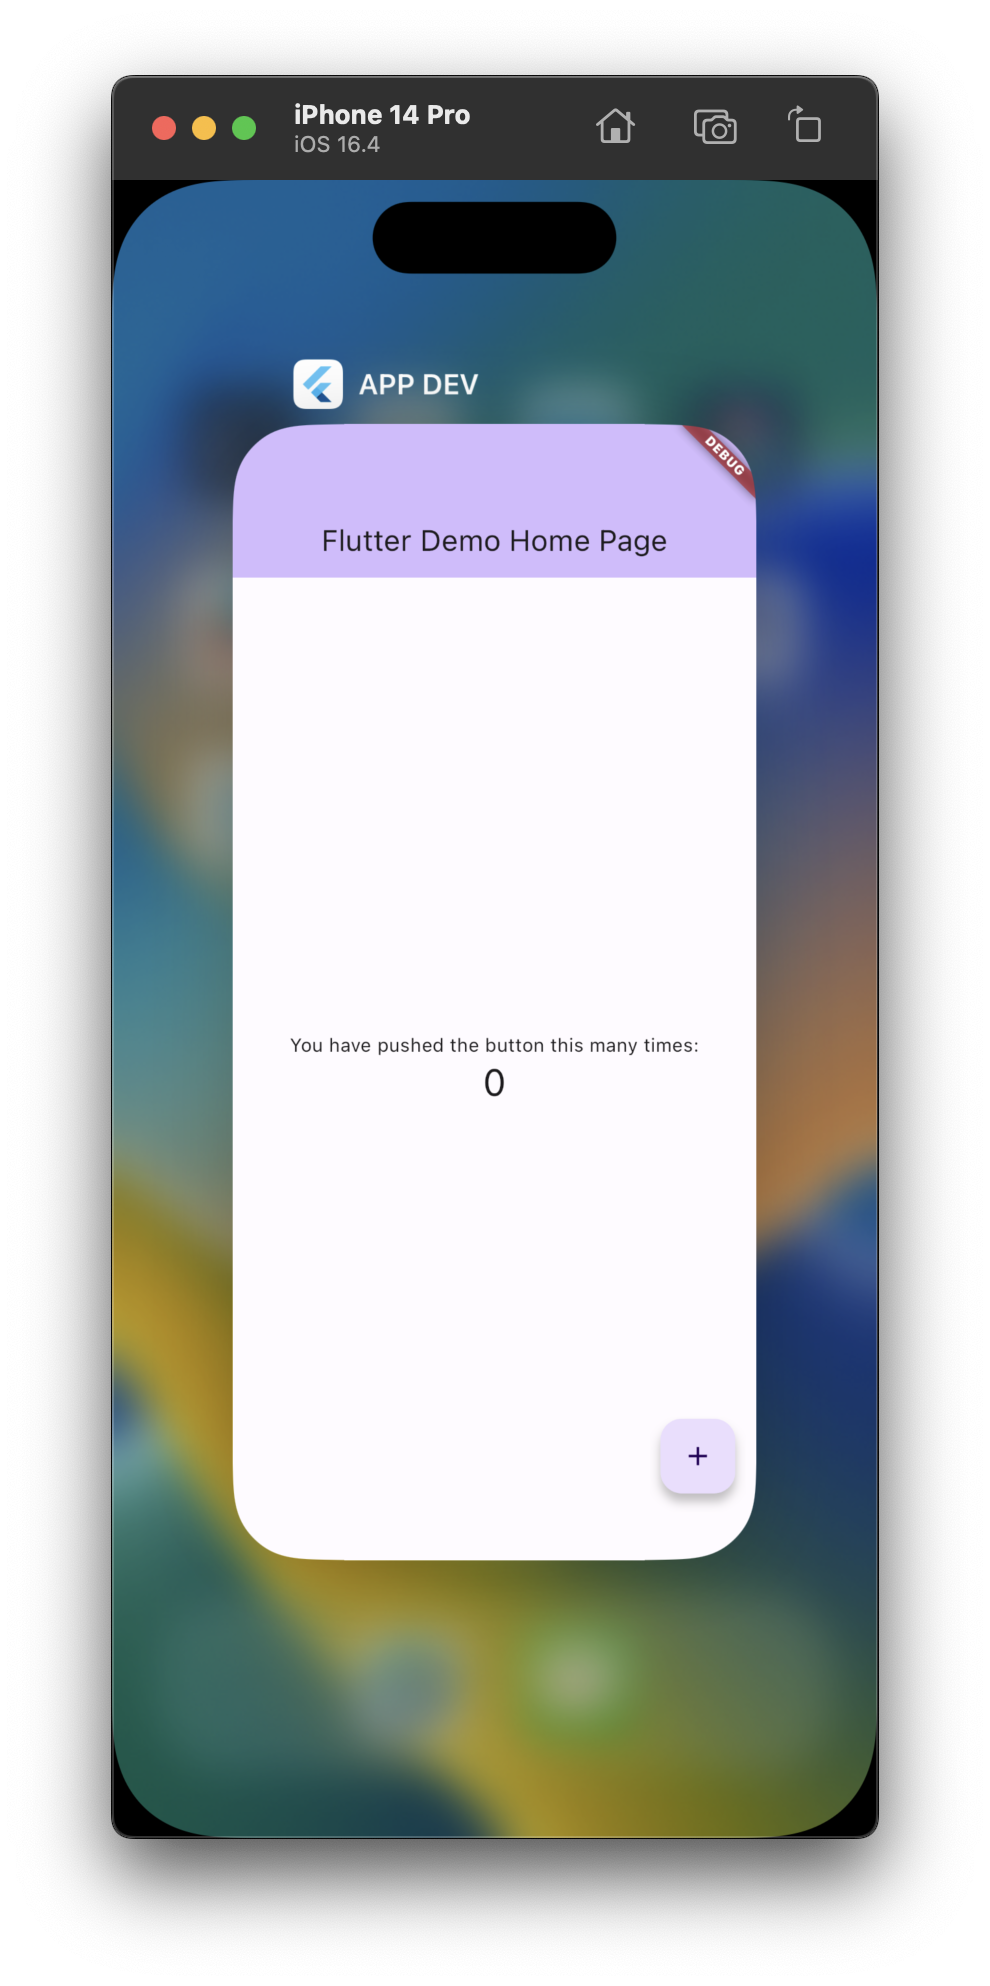 iPhone 14 Pro
iOS 16.4
APP DEV
DEBUG
Flutter Demo Home Page
You have pushed the button this many times:
0
+